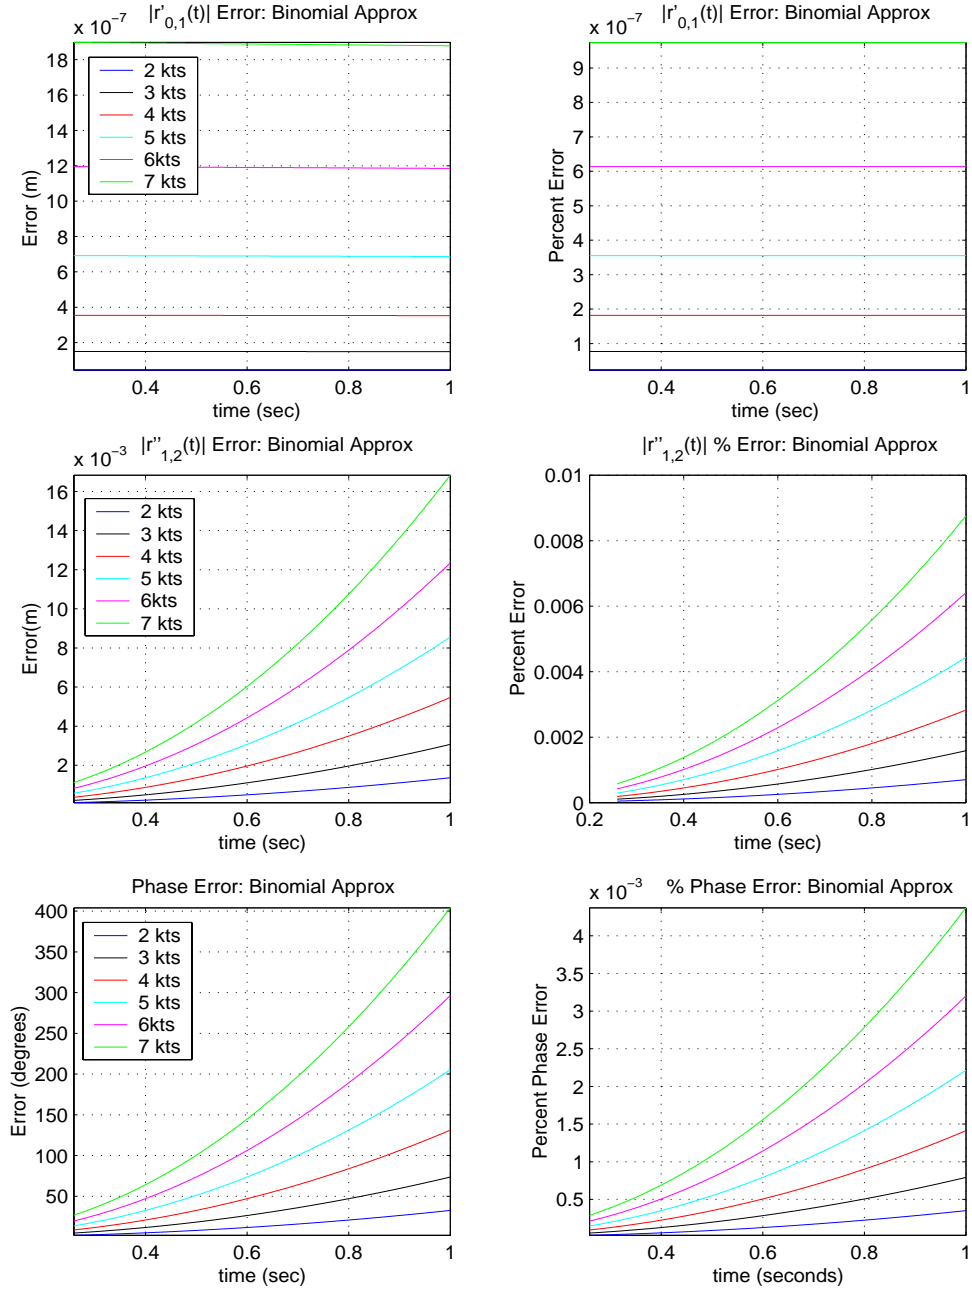 |r'0,1(t)| Error: Binomial Approx
x 10⁻⁷
18
16
14
12
10
8
6
4
2
0.4 0.6 0.8 1
time (sec)
Error (m)
2 kts
3 kts
4 kts
5 kts
6kts
7 kts
|r'0,1(t)| Error: Binomial Approx
x 10⁻⁷
9
8
7
6
5
4
3
2
1
0.4 0.6 0.8 1
time (sec)
Percent Error
|r''1,2(t)| Error: Binomial Approx
x 10⁻³
16
14
12
10
8
6
4
2
0.4 0.6 0.8 1
time (sec)
Error(m)
2 kts
3 kts
4 kts
5 kts
6kts
7 kts
|r''1,2(t)| % Error: Binomial Approx
0.01
0.008
0.006
0.004
0.002
0
0.2 0.4 0.6 0.8 1
time (sec)
Percent Error
Phase Error: Binomial Approx
400
350
300
250
200
150
100
50
0.4 0.6 0.8 1
time (sec)
Error (degrees)
2 kts
3 kts
4 kts
5 kts
6kts
7 kts
% Phase Error: Binomial Approx
x 10⁻³
4
3.5
3
2.5
2
1.5
1
0.5
0.4 0.6 0.8 1
time (seconds)
Percent Phase Error